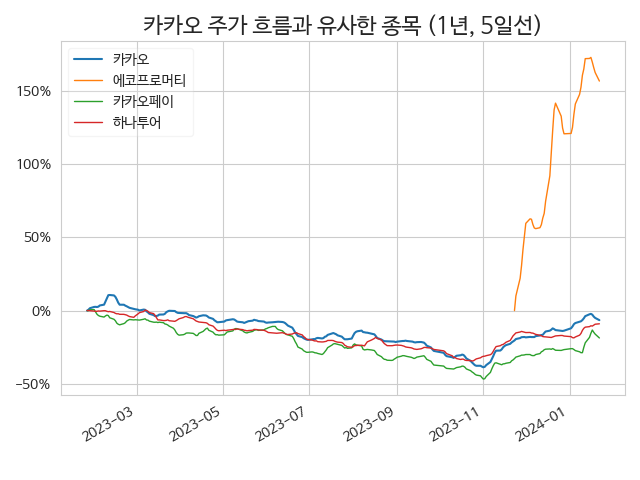 카카오 주가 흐름과 유사한 종목 (1년, 5일선)
카카오
에코프로머티
카카오페이
하나투어
150%
100%
50%
0%
−50%
2023-03
2023-05
2023-07
2023-09
2023-11
2024-01